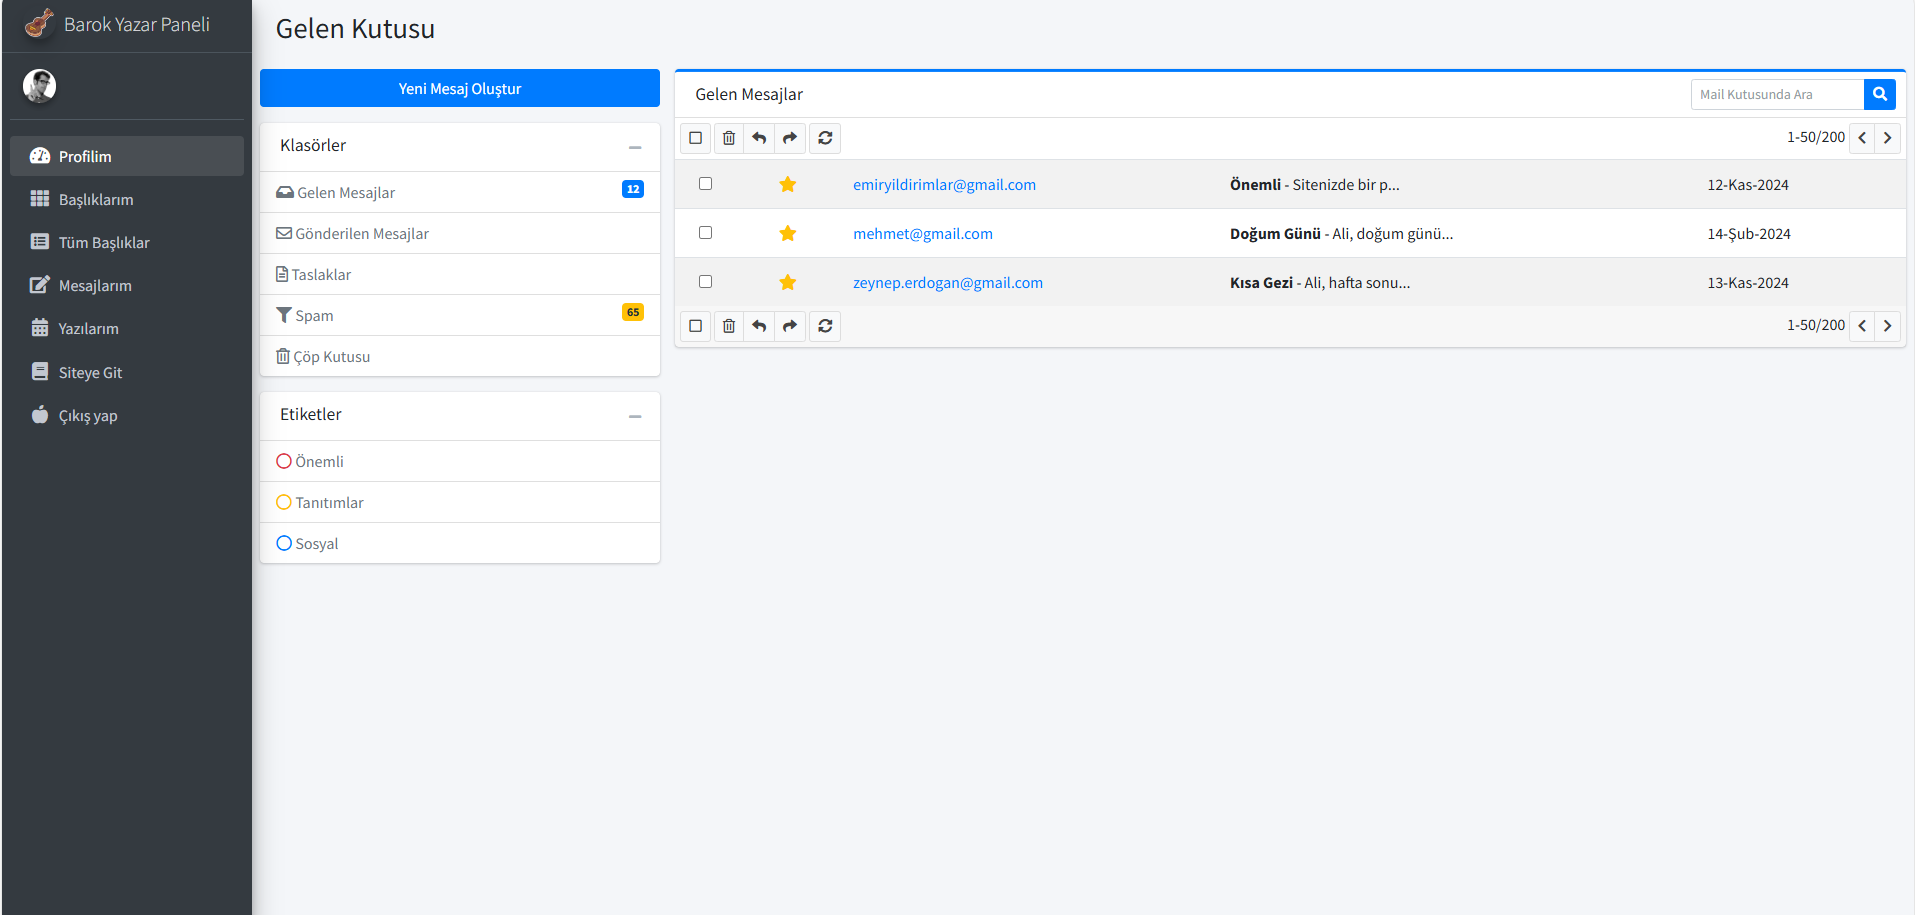 Barok Yazar Paneli
Profilim
Başlıklarım
Tüm Başlıklar
Mesajlarım
Yazılarım
Siteye Git
Çıkış yap
Gelen Kutusu
Yeni Mesaj Oluştur
Klasörler
Gelen Mesajlar 12
Gönderilen Mesajlar
Taslaklar
Spam 65
Çöp Kutusu
Etiketler
Önemli
Tanıtımlar
Sosyal
Gelen Mesajlar
Mail Kutusunda Ara
1-50/200
emiryildirimlar@gmail.com Önemli - Sitenizde bir p... 12-Kas-2024
mehmet@gmail.com Doğum Günü - Ali, doğum günü... 14-Şub-2024
zeynep.erdogan@gmail.com Kısa Gezi - Ali, hafta sonu... 13-Kas-2024
1-50/200